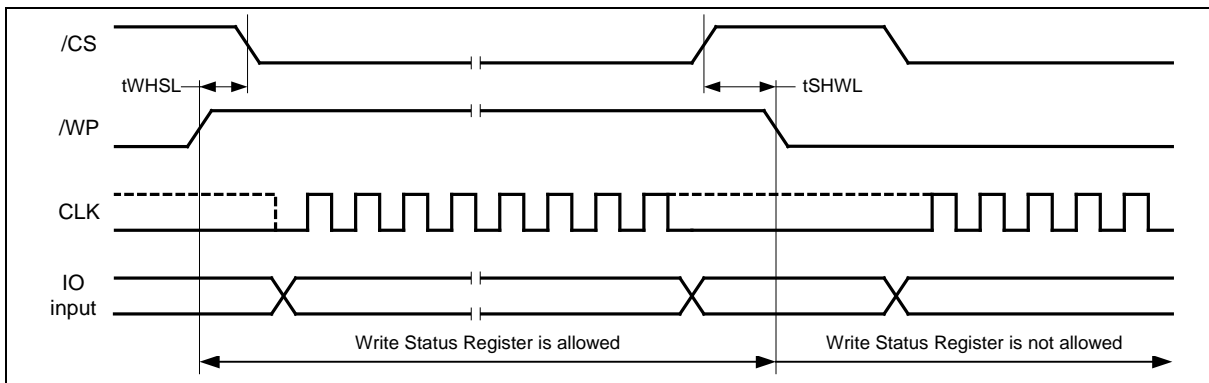 /CS
tWHSL
tSHWL
/WP
CLK
IO
input
Write Status Register is allowed
Write Status Register is not allowed